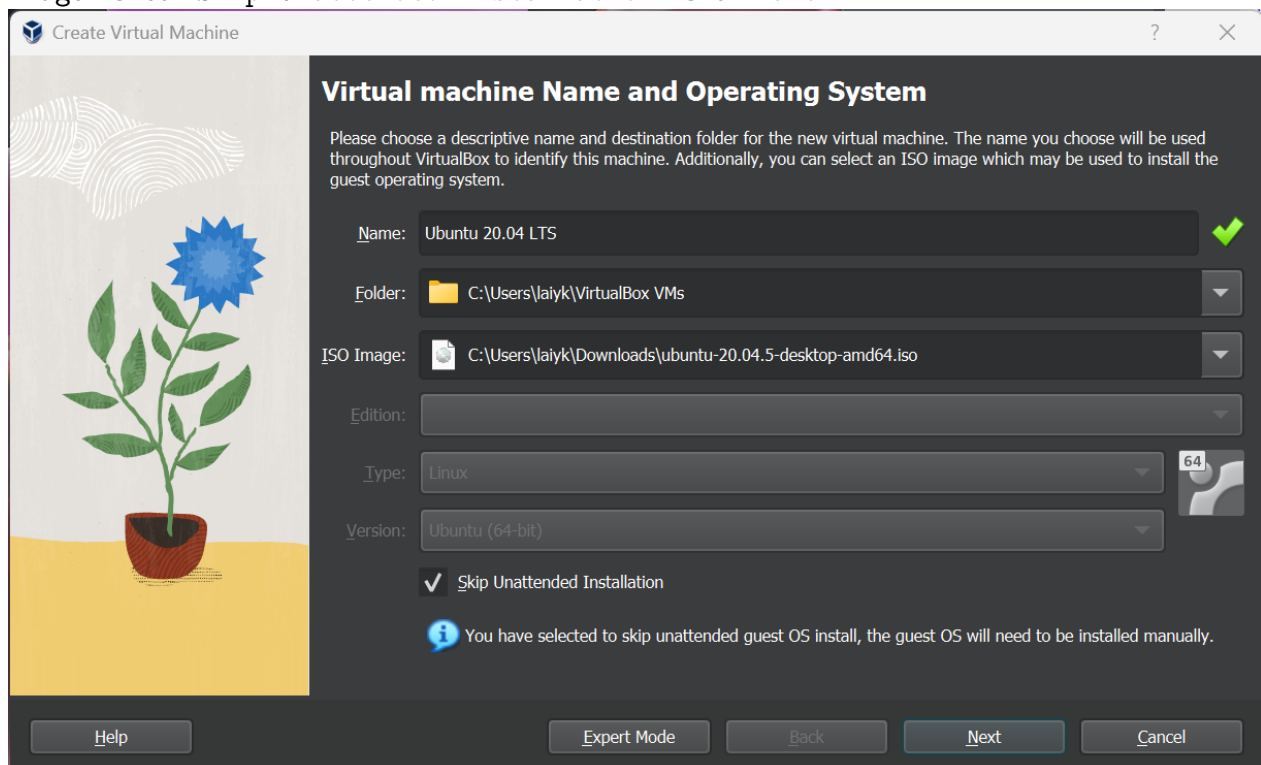 Create Virtual Machine
?
Virtual machine Name and Operating System
Please choose a descriptive name and destination folder for the new virtual machine. The name you choose will be used
throughout VirtualBox to identify this machine. Additionally, you can select an ISO image which may be used to install the
guest operating system.
Name: Ubuntu 20.04 LTS
Folder: C:\Users\laiyk\VirtualBox VMs
ISO Image: C:\Users\laiyk\Downloads\ubuntu-20.04.5-desktop-amd64.iso
Edition:
Type: Linux
64
Version: Ubuntu (64-bit)
Skip Unattended Installation
You have selected to skip unattended guest OS install, the guest OS will need to be installed manually.
Help Expert Mode Back Next Cancel